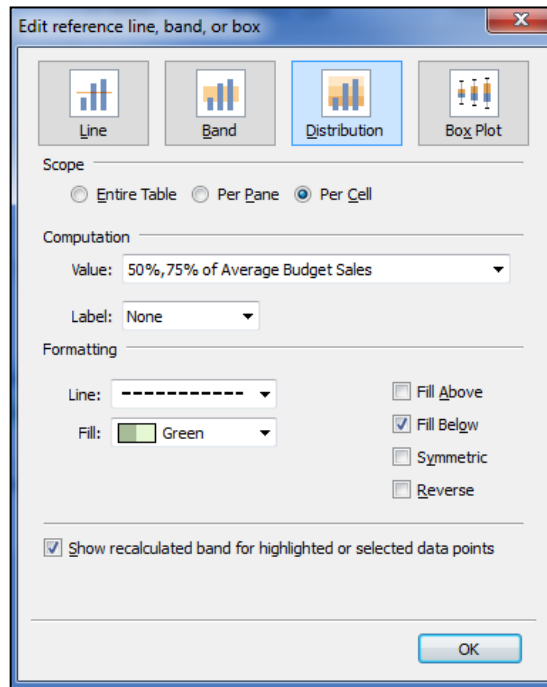 Edit reference line, band, or box
Line Band Distribution Box Plot
Scope
Entire Table Per Pane Per Cell
Computation
Value: 50%,75% of Average Budget Sales
Label: None
Formatting
Line: Fill Above
Fill: Green Fill Below
Symmetric
Reverse
Show recalculated band for highlighted or selected data points
OK